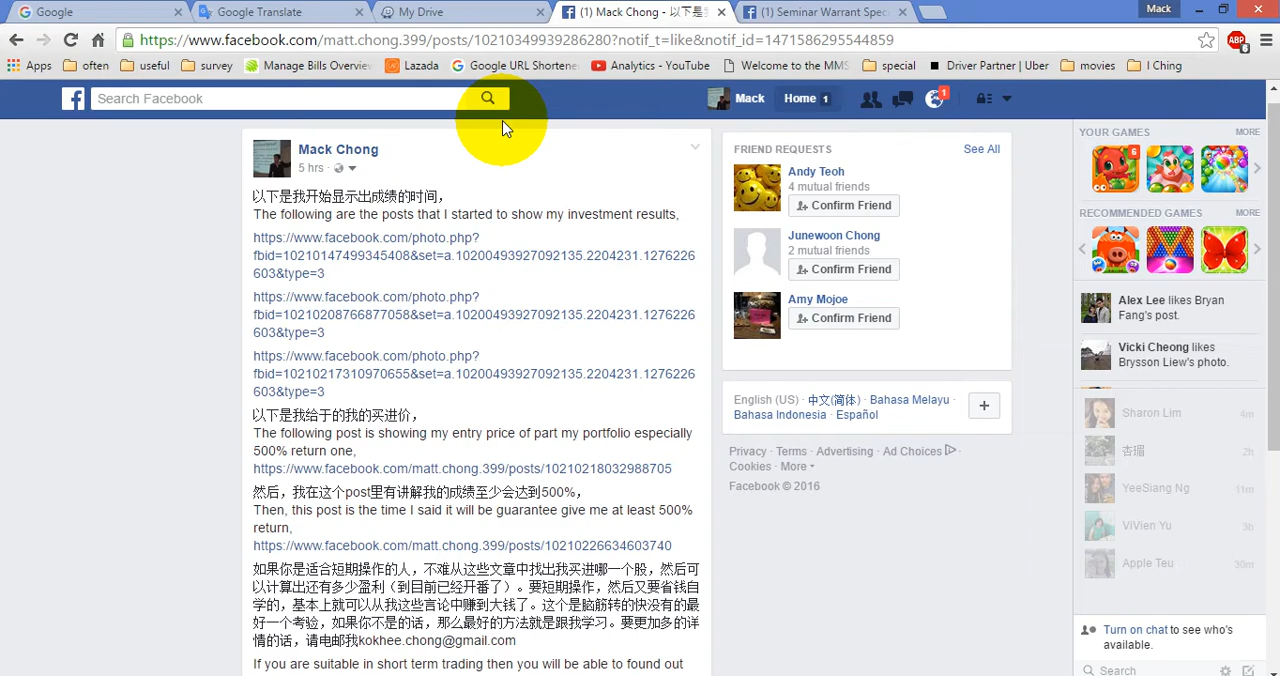 Google
Google Translate
My Drive
(1) Mack Chong - 以下是
(1) Seminar Warrant Spec
Mack
https://www.facebook.com/matt.chong.399/posts/10210349939286280?notif_t=like&notif_id=1471586295544859
ABP
6
Apps
often
useful
survey
Manage Bills Overview
Lazada
Google URL Shortene
Analytics - YouTube
Welcome to the MMS
special
Driver Partner | Uber
movies
I Ching
Search Facebook
Mack
Home 1
1
Mack Chong
5 hrs ·
以下是我开始显示出成绩的时间，
The following are the posts that I started to show my investment results,
https://www.facebook.com/photo.php?
fbid=10210147499345408&set=a.10200493927092135.2204231.1276226
603&type=3
https://www.facebook.com/photo.php?
fbid=10210208766877058&set=a.10200493927092135.2204231.1276226
603&type=3
https://www.facebook.com/photo.php?
fbid=10210217310970655&set=a.10200493927092135.2204231.1276226
603&type=3
以下是我给于的我的买进价，
The following post is showing my entry price of part my portfolio especially
500% return one,
https://www.facebook.com/matt.chong.399/posts/10210218032988705
然后，我在这个post里有讲解我的成绩至少会达到500%，
Then, this post is the time I said it will be guarantee give me at least 500%
return,
https://www.facebook.com/matt.chong.399/posts/10210226634603740
如果你是适合短期操作的人，不难从这些文章中找出我买进哪一个股，然后可
以计算出还有多少盈利（到目前已经开番了）。要短期操作，然后又要省钱自
学的，基本上就可以从我这些言论中赚到大钱了。这个是脑筋转的快没有的最
好一个考验，如果你不是的话，那么最好的方法就是跟我学习。要更加多的详
情的话，请电邮我kokhee.chong@gmail.com
If you are suitable in short term trading then you will be able to found out
FRIEND REQUESTS
See All
Andy Teoh
4 mutual friends
Confirm Friend
Junewoon Chong
2 mutual friends
Confirm Friend
Amy Mojoe
Confirm Friend
English (US) · 中文(简体) · Bahasa Melayu ·
Bahasa Indonesia · Español
+
Privacy · Terms · Advertising · Ad Choices ·
Cookies · More
Facebook © 2016
YOUR GAMES
MORE
6
RECOMMENDED GAMES
MORE
Alex Lee likes Bryan
Fang's post.
Vicki Cheong likes
Brysson Liew's photo.
Sharon Lim 4m
杏瑂 2h
YeeSiang Ng 11m
ViVien Yu 3h
Apple Teu 30m
Turn on chat to see who's
available.
Search